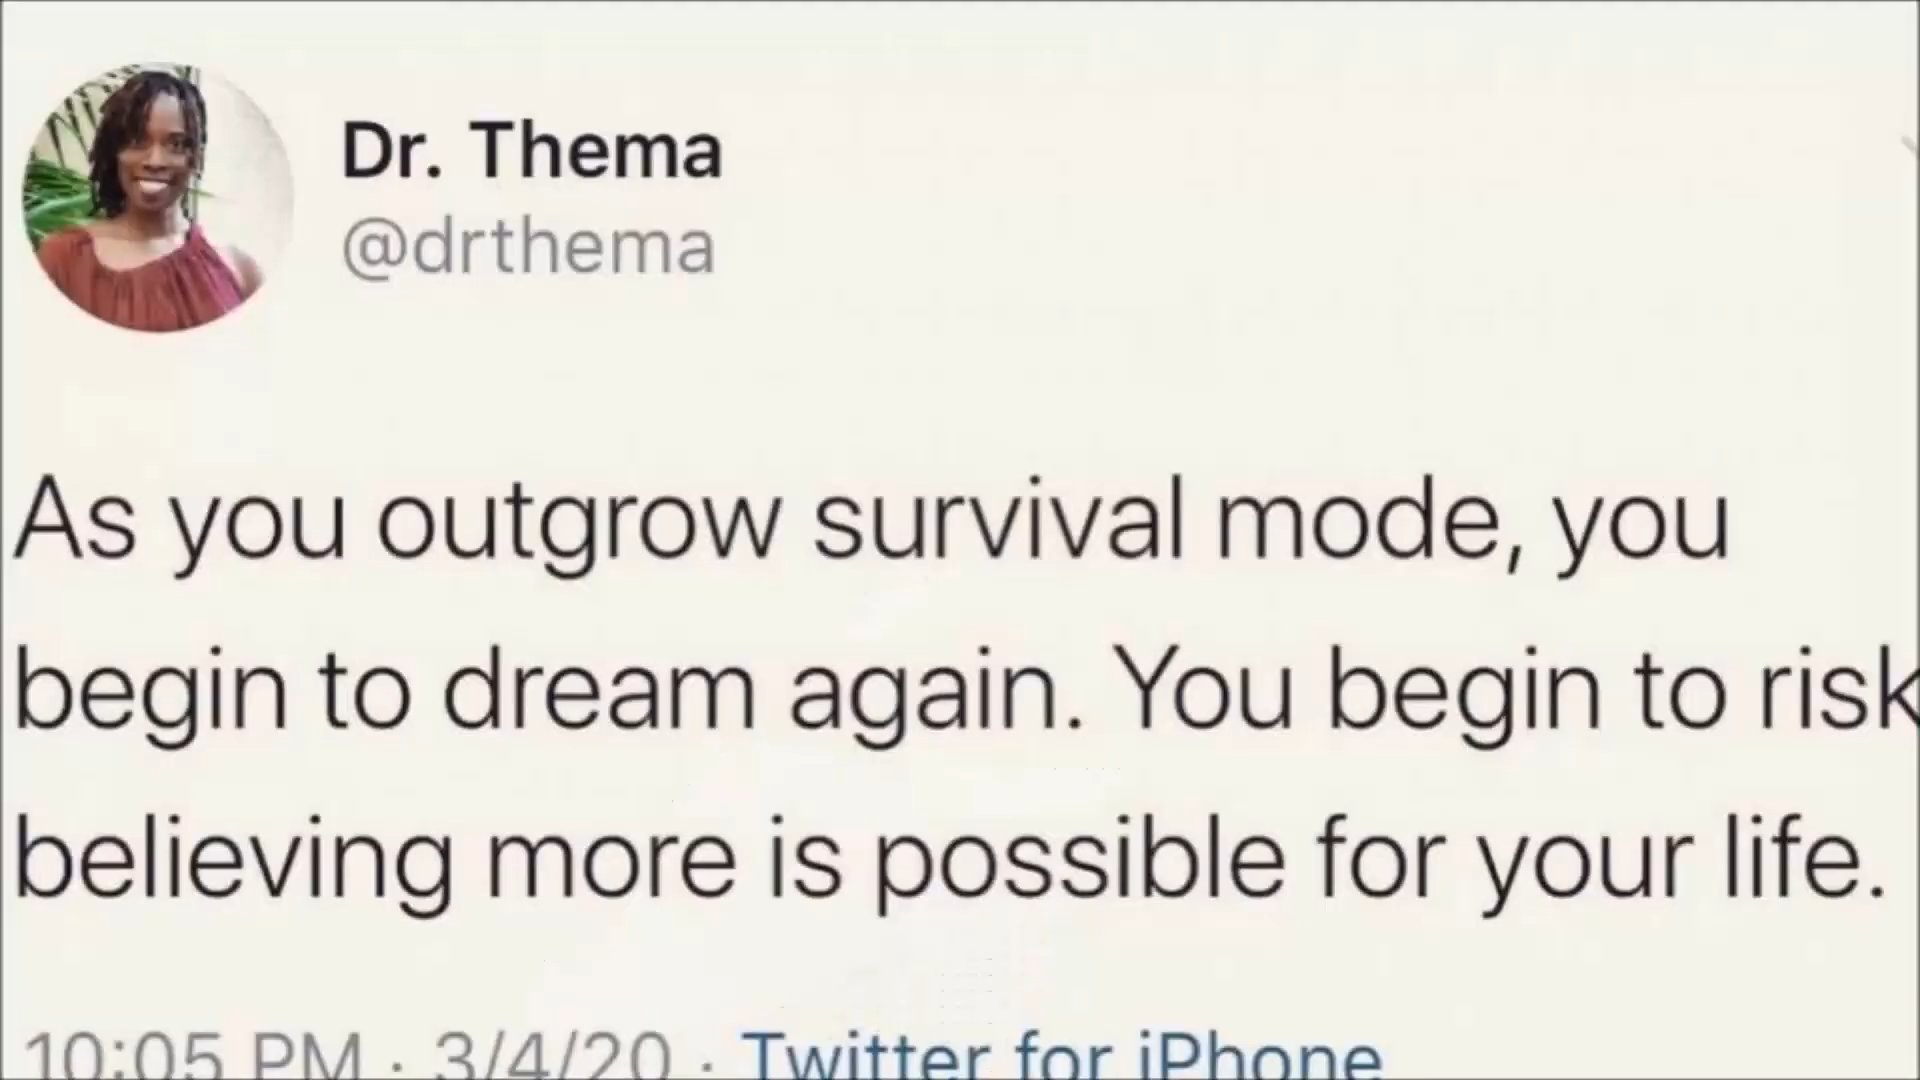 Dr. Thema
@drthema
As you outgrow survival mode, you
begin to dream again. You begin to risk
believing more is possible for your life.
10:05 PM · 3/4/20 · Twitter for iPhone